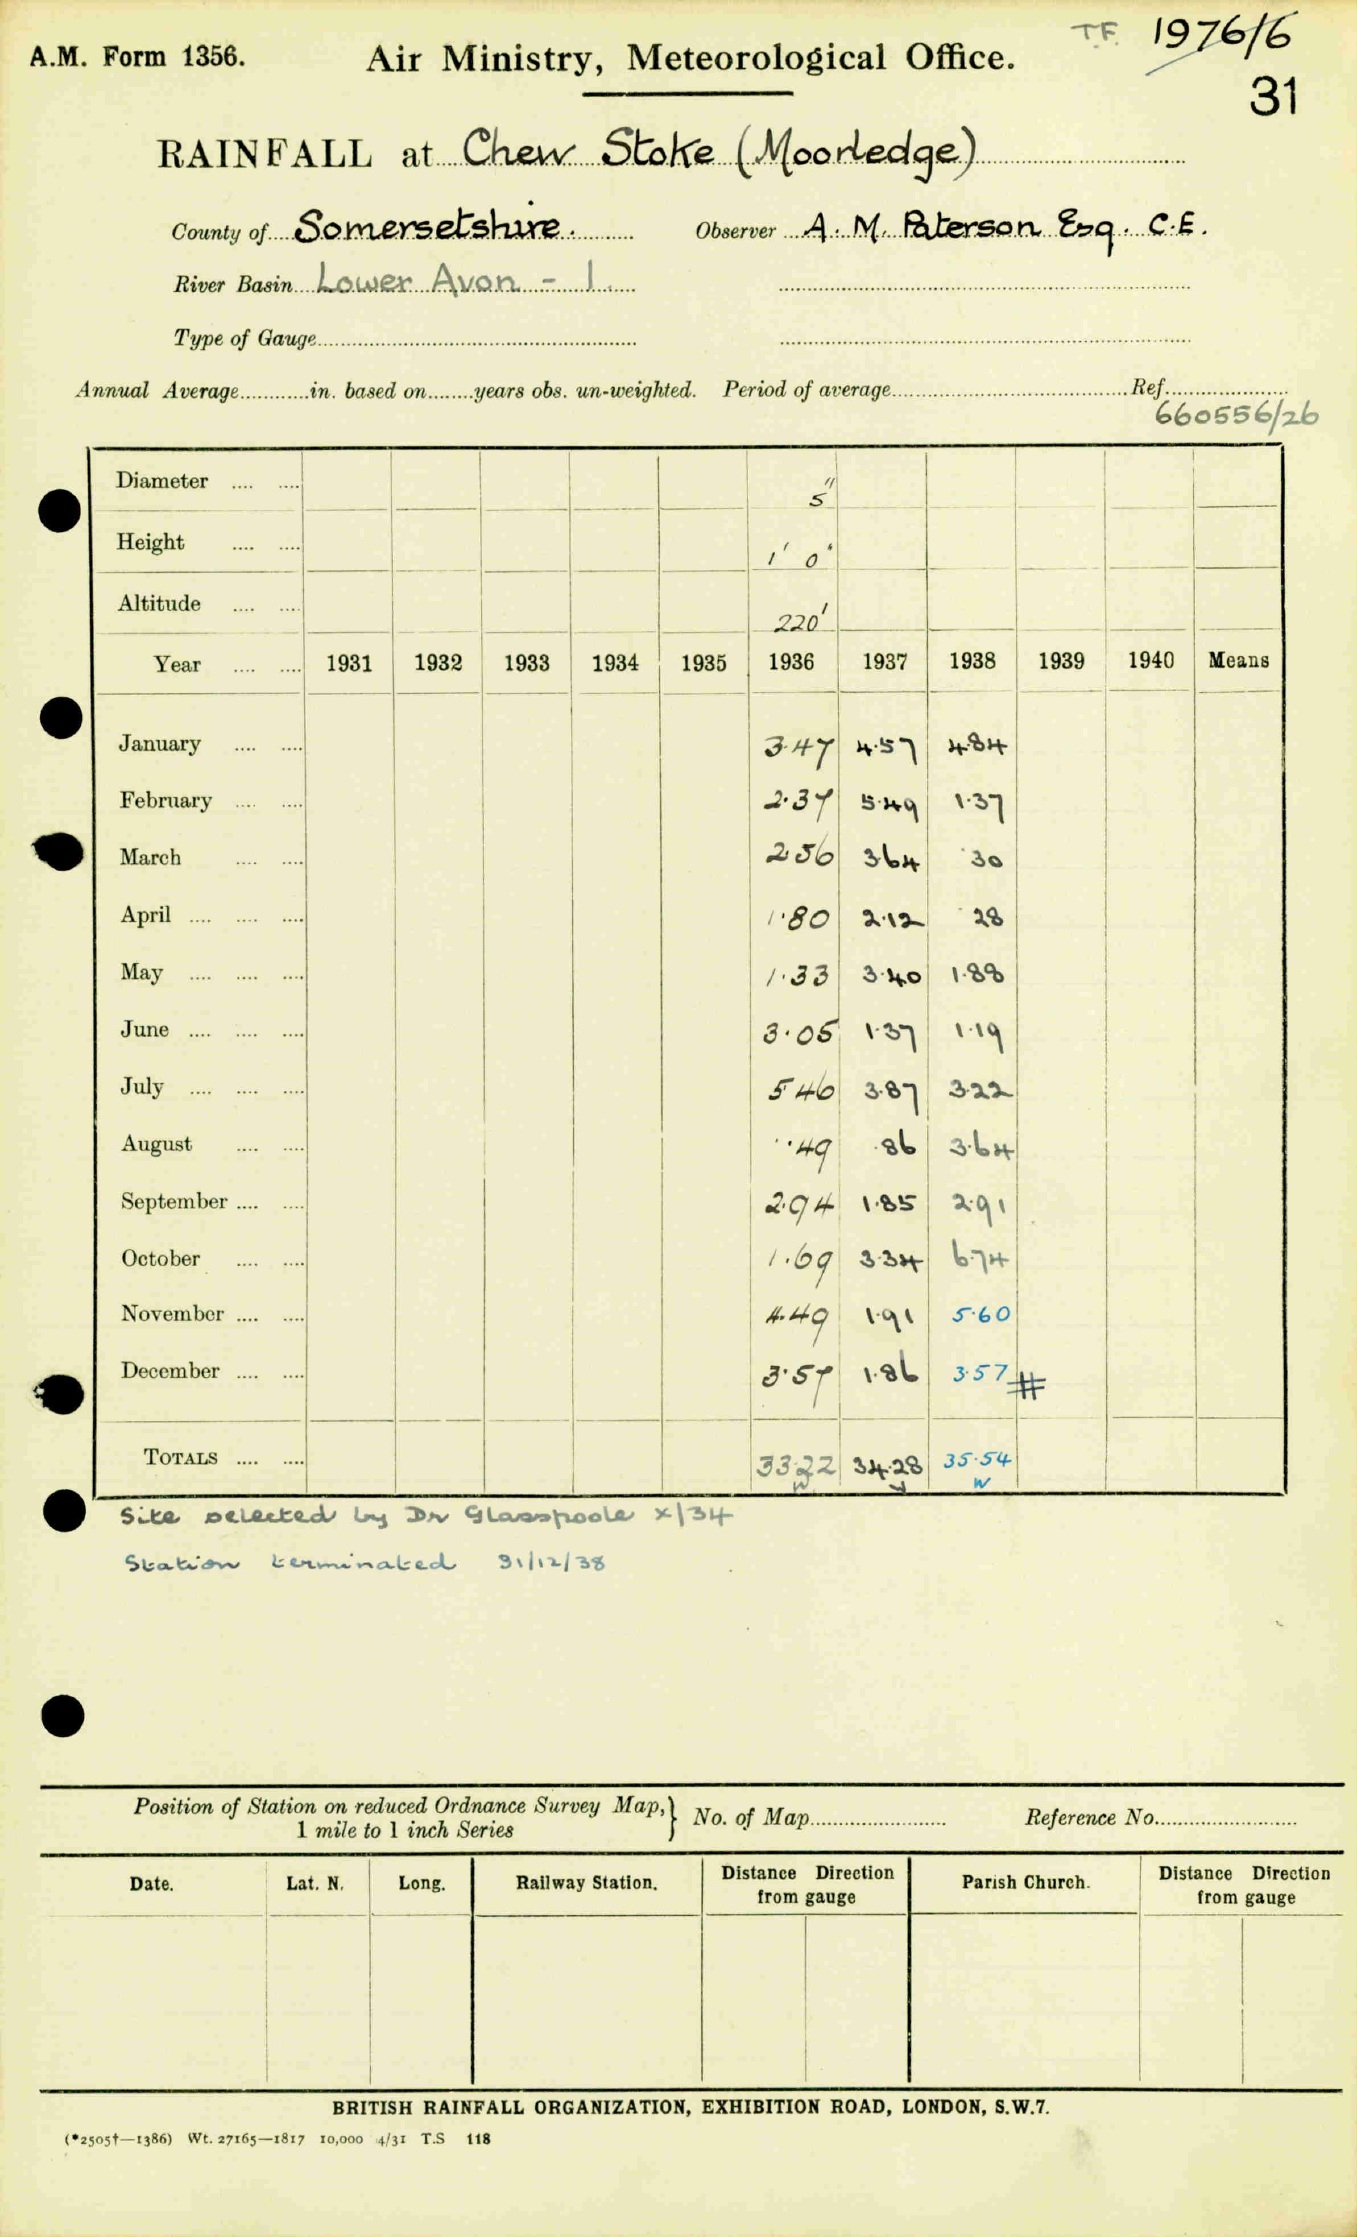 T.F. 1976/6
A.M. Form 1356. Air Ministry, Meteorological Office.
31
RAINFALL at Chew Stoke (Moorledge)
County of Somersetshire. Observer A. M. Paterson Esq. C.E.
River Basin Lower Avon - 1.
Type of Gauge
Annual Average in. based on years obs. un-weighted. Period of average Ref.
660556/26
Diameter 5"
Height 1' 0"
Altitude 220'
Year 1931 1932 1933 1934 1935 1936 1937 1938 1939 1940 Means
January 3.47 4.57 4.84
February 2.37 5.49 1.37
March 2.56 3.64 .30
April 1.80 2.12 .28
May 1.33 3.40 1.88
June 3.05 1.37 1.19
July 5.46 3.87 3.22
August .49 .86 3.64
September 2.94 1.85 2.91
October 1.69 3.34 6.74
November 4.49 1.91 5.60
December 3.57 1.86 3.57 #
TOTALS 33.22 34.28 35.54
w w w
Site selected by Dr Glasspoole x/34
Station terminated 31/12/38
Position of Station on reduced Ordnance Survey Map, } No. of Map Reference No.
1 mile to 1 inch Series
Date. Lat. N. Long. Railway Station. Distance Direction from gauge Parish Church. Distance Direction from gauge
BRITISH RAINFALL ORGANIZATION, EXHIBITION ROAD, LONDON, S.W.7.
(*2505†—1386) Wt. 27165—1817 10,000 4/31 T.S 118